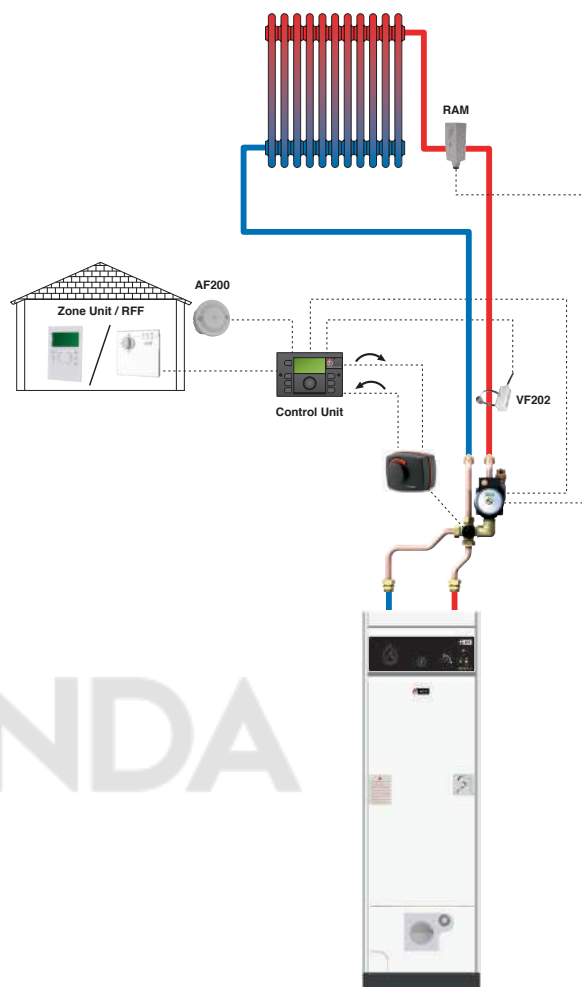 RAM
AF200
Zone Unit / RFF
VF202
Control Unit
NDA